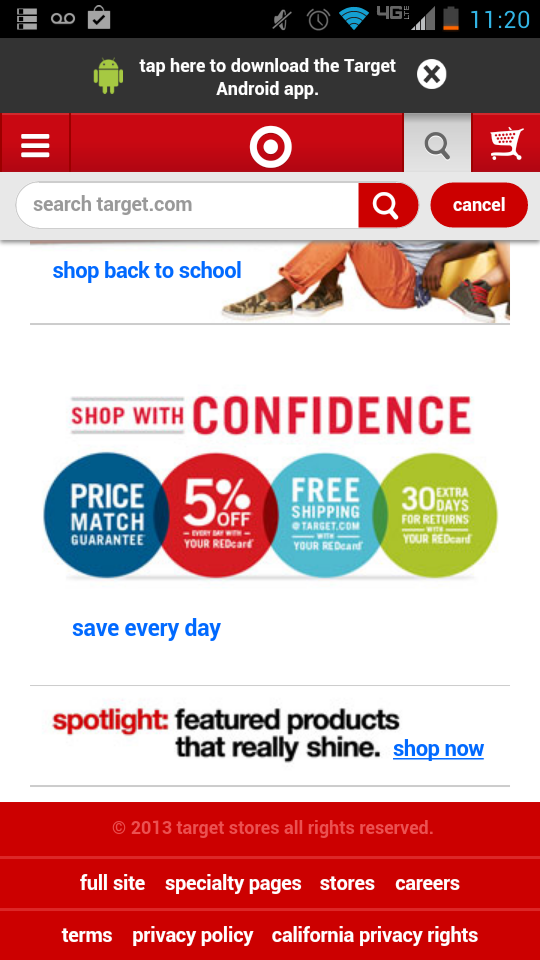 4G LTE 11:20
tap here to download the Target
Android app.
search target.com
cancel
shop back to school
SHOP WITH CONFIDENCE
PRICE
MATCH
GUARANTEE
5% OFF
EVERY DAY WITH
YOUR REDcard
FREE
SHIPPING
@TARGET.COM
WITH
YOUR REDcard
30 EXTRA DAYS
FOR RETURNS
WITH
YOUR REDcard
save every day
spotlight: featured products
that really shine. shop now
© 2013 target stores all rights reserved.
full site specialty pages stores careers
terms privacy policy california privacy rights